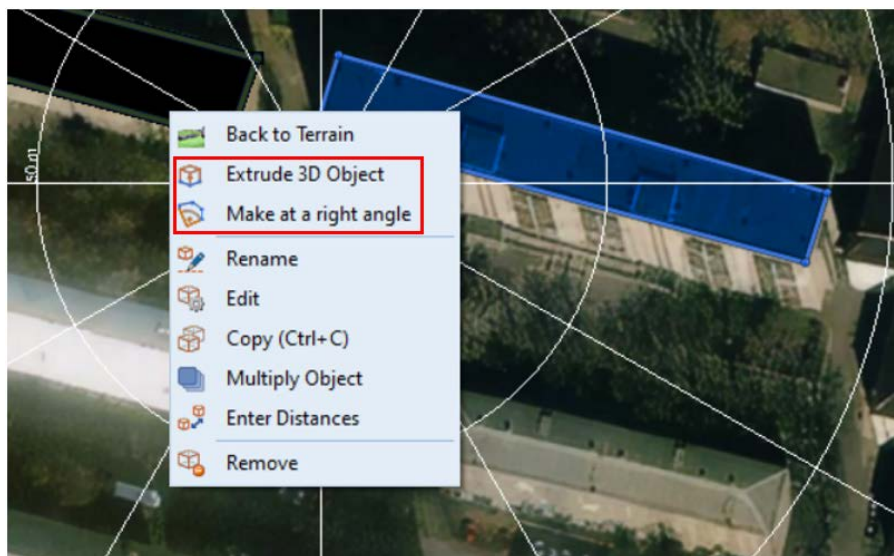 50 m
Back to Terrain
Extrude 3D Object
Make at a right angle
Rename
Edit
Copy (Ctrl+C)
Multiply Object
Enter Distances
Remove